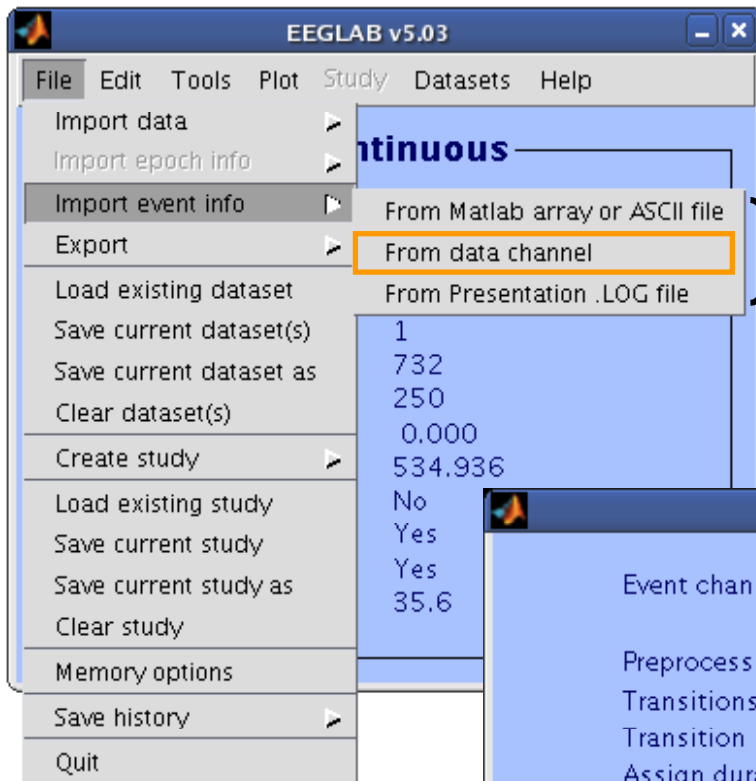 EEGLAB v5.03
File Edit Tools Plot Study Datasets Help
Import data
Import epoch info
Import event info
Export
Load existing dataset
Save current dataset(s)
Save current dataset as
Clear dataset(s)
Create study
Load existing study
Save current study
Save current study as
Clear study
Memory options
Save history
Quit
From Matlab array or ASCII file
From data channel
From Presentation .LOG file
ntinuous
1
732
250
0.000
534.936
No
Yes
Yes
35.6
Event chan
Preprocess
Transitions
Transition
Assign dur